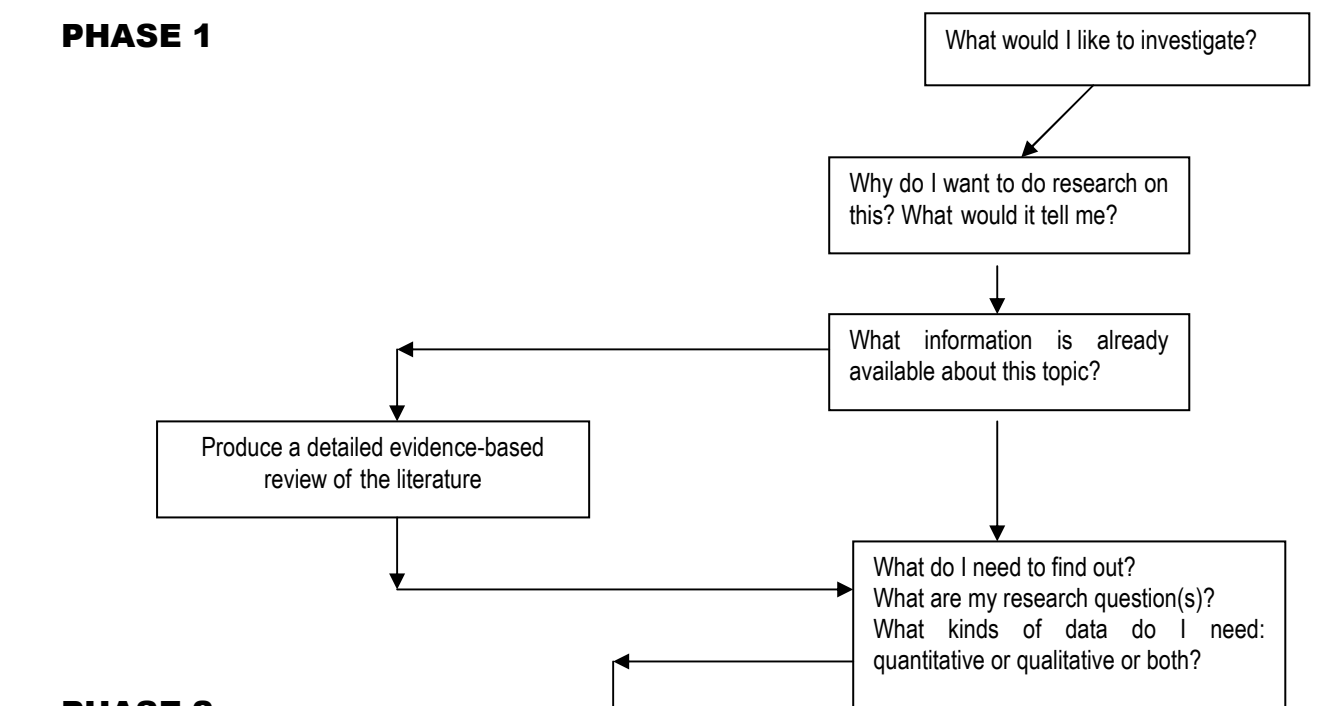 PHASE 1
What would I like to investigate?
Why do I want to do research on
this? What would it tell me?
What information is already
available about this topic?
Produce a detailed evidence-based
review of the literature
What do I need to find out?
What are my research question(s)?
What kinds of data do I need:
quantitative or qualitative or both?
PHASE